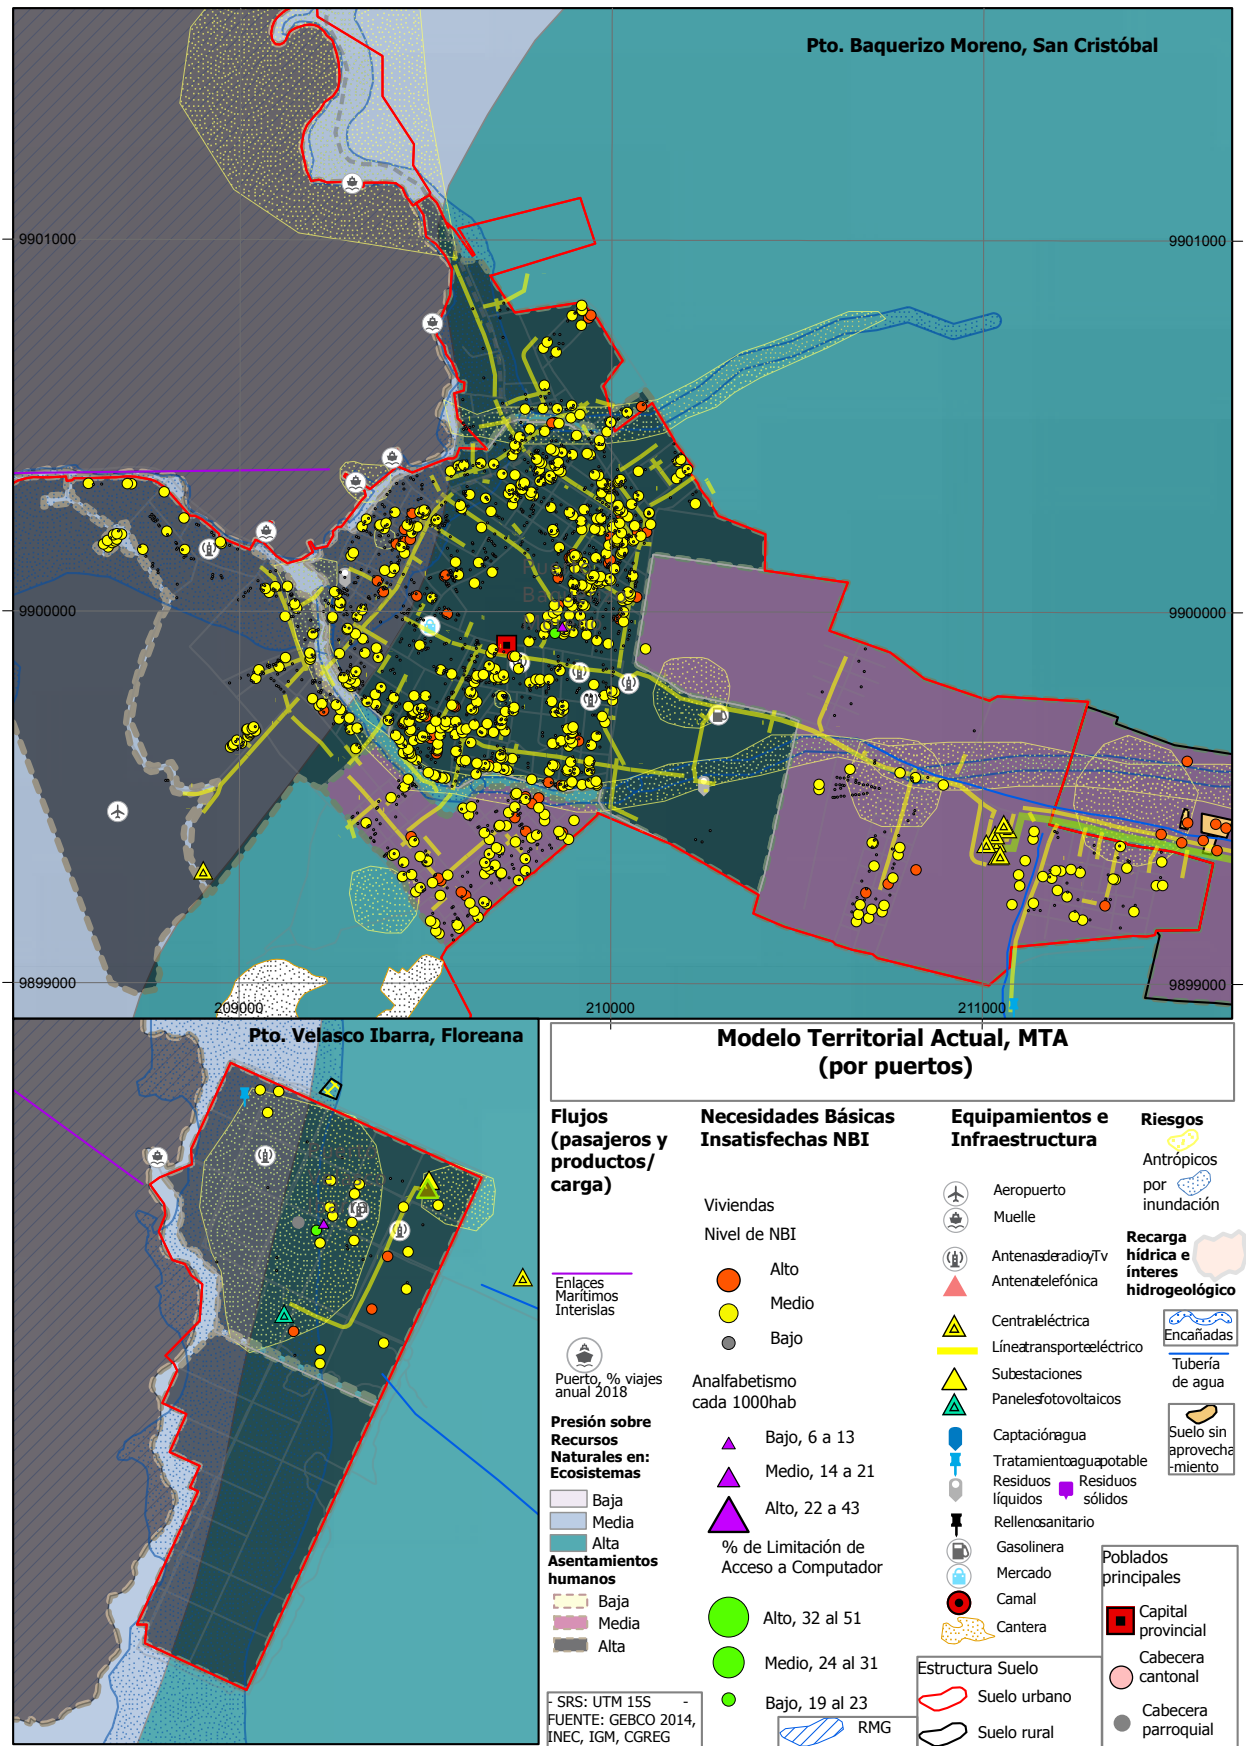 Pto. Baquerizo Moreno, San Cristóbal
9901000
9901000
9900000
9900000
9899000
9899000
209000
210000
211000
Pto. Velasco Ibarra, Floreana
Modelo Territorial Actual, MTA
(por puertos)
Flujos
(pasajeros y
productos/
carga)
Enlaces
Marítimos
Interislas
Puerto, % viajes
anual 2018
Presión sobre
Recursos
Naturales en:
Ecosistemas
Baja
Media
Alta
Asentamientos
humanos
Baja
Media
Alta
- SRS: UTM 15S -
FUENTE: GEBCO 2014,
INEC, IGM, CGREG
Necesidades Básicas
Insatisfechas NBI
Viviendas
Nivel de NBI
Alto
Medio
Bajo
Analfabetismo
cada 1000hab
Bajo, 6 a 13
Medio, 14 a 21
Alto, 22 a 43
% de Limitación de
Acceso a Computador
Alto, 32 al 51
Medio, 24 al 31
Bajo, 19 al 23
RMG
Equipamientos e
Infraestructura
Aeropuerto
Muelle
AntenasderadioyTv
Antenatelefónica
Centraleléctrica
Líneatransporteeléctrico
Subestaciones
Panelesfotovoltaicos
Captaciónagua
Tratamientoaguapotable
Residuos
líquidos
Residuos
sólidos
Rellenosanitario
Gasolinera
Mercado
Camal
Cantera
Estructura Suelo
Suelo urbano
Suelo rural
Riesgos
Antrópicos
por
inundación
Recarga
hídrica e
ínteres
hidrogeológico
Encañadas
Tubería
de agua
Suelo sin
aprovecha
-miento
Poblados
principales
Capital
provincial
Cabecera
cantonal
Cabecera
parroquial